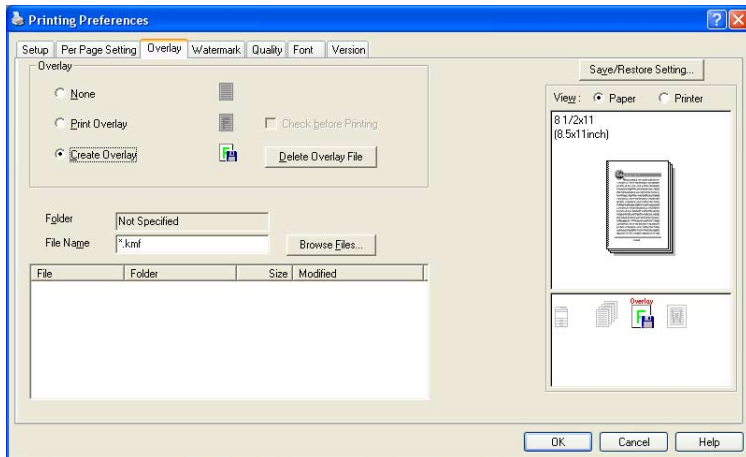 Printing Preferences
Setup Per Page Setting Overlay Watermark Quality Font Version
Overlay
None
Print Overlay
Check before Printing
Create Overlay
Delete Overlay File
Folder Not Specified
File Name *.kmf
Browse Files...
File Folder Size Modified
Save/Restore Setting...
View : Paper Printer
8 1/2x11
(8.5x11inch)
Overlay
OK Cancel Help